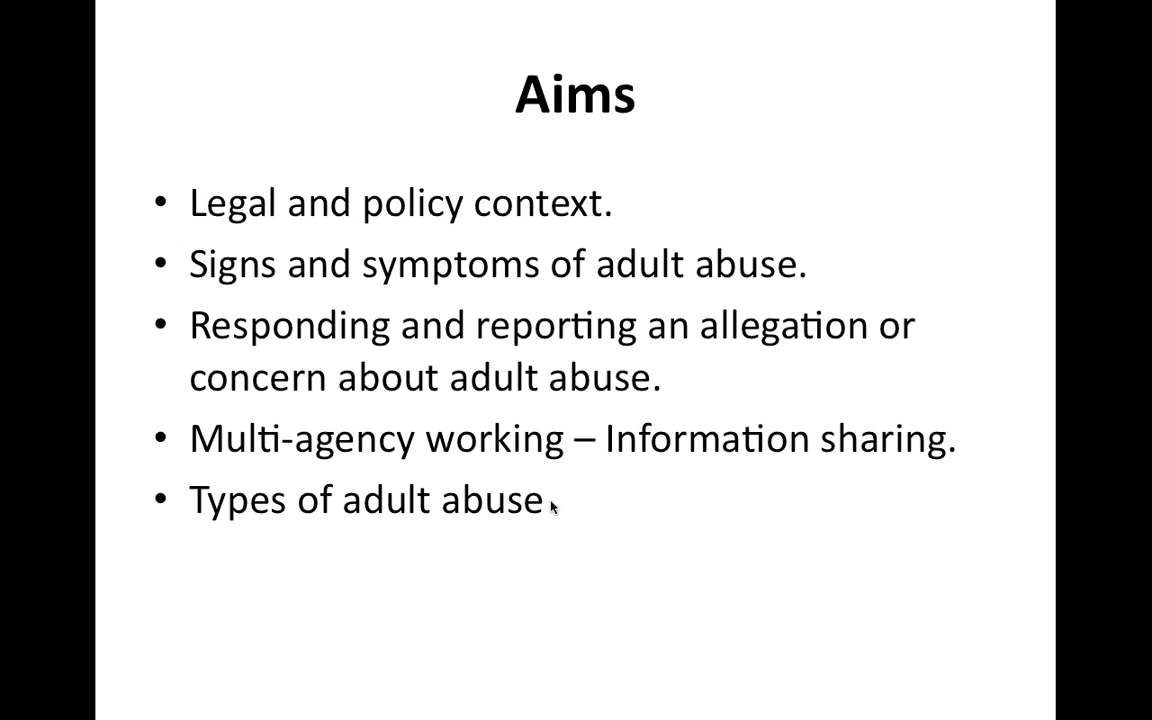 Aims
• Legal and policy context.
• Signs and symptoms of adult abuse.
• Responding and reporting an allegation or
concern about adult abuse.
• Multi-agency working – Information sharing.
• Types of adult abuse